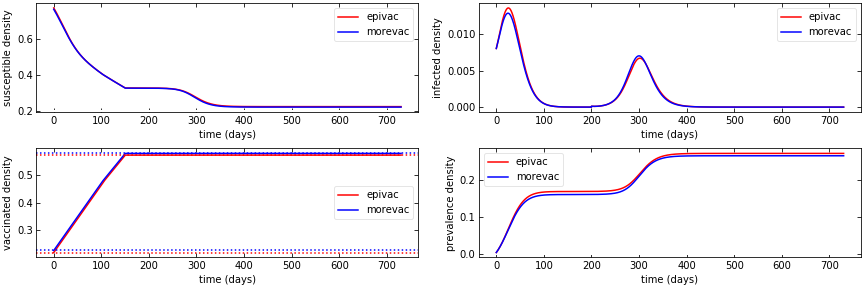 susceptible density
0.6
0.4
0.2
epivac
morevac
0 100 200 300 400 500 600 700
time (days)
infected density
0.010
0.005
0.000
epivac
morevac
0 100 200 300 400 500 600 700
time (days)
vaccinated density
0.5
0.4
0.3
epivac
morevac
0 100 200 300 400 500 600 700
time (days)
prevalence density
0.2
0.1
0.0
epivac
morevac
0 100 200 300 400 500 600 700
time (days)